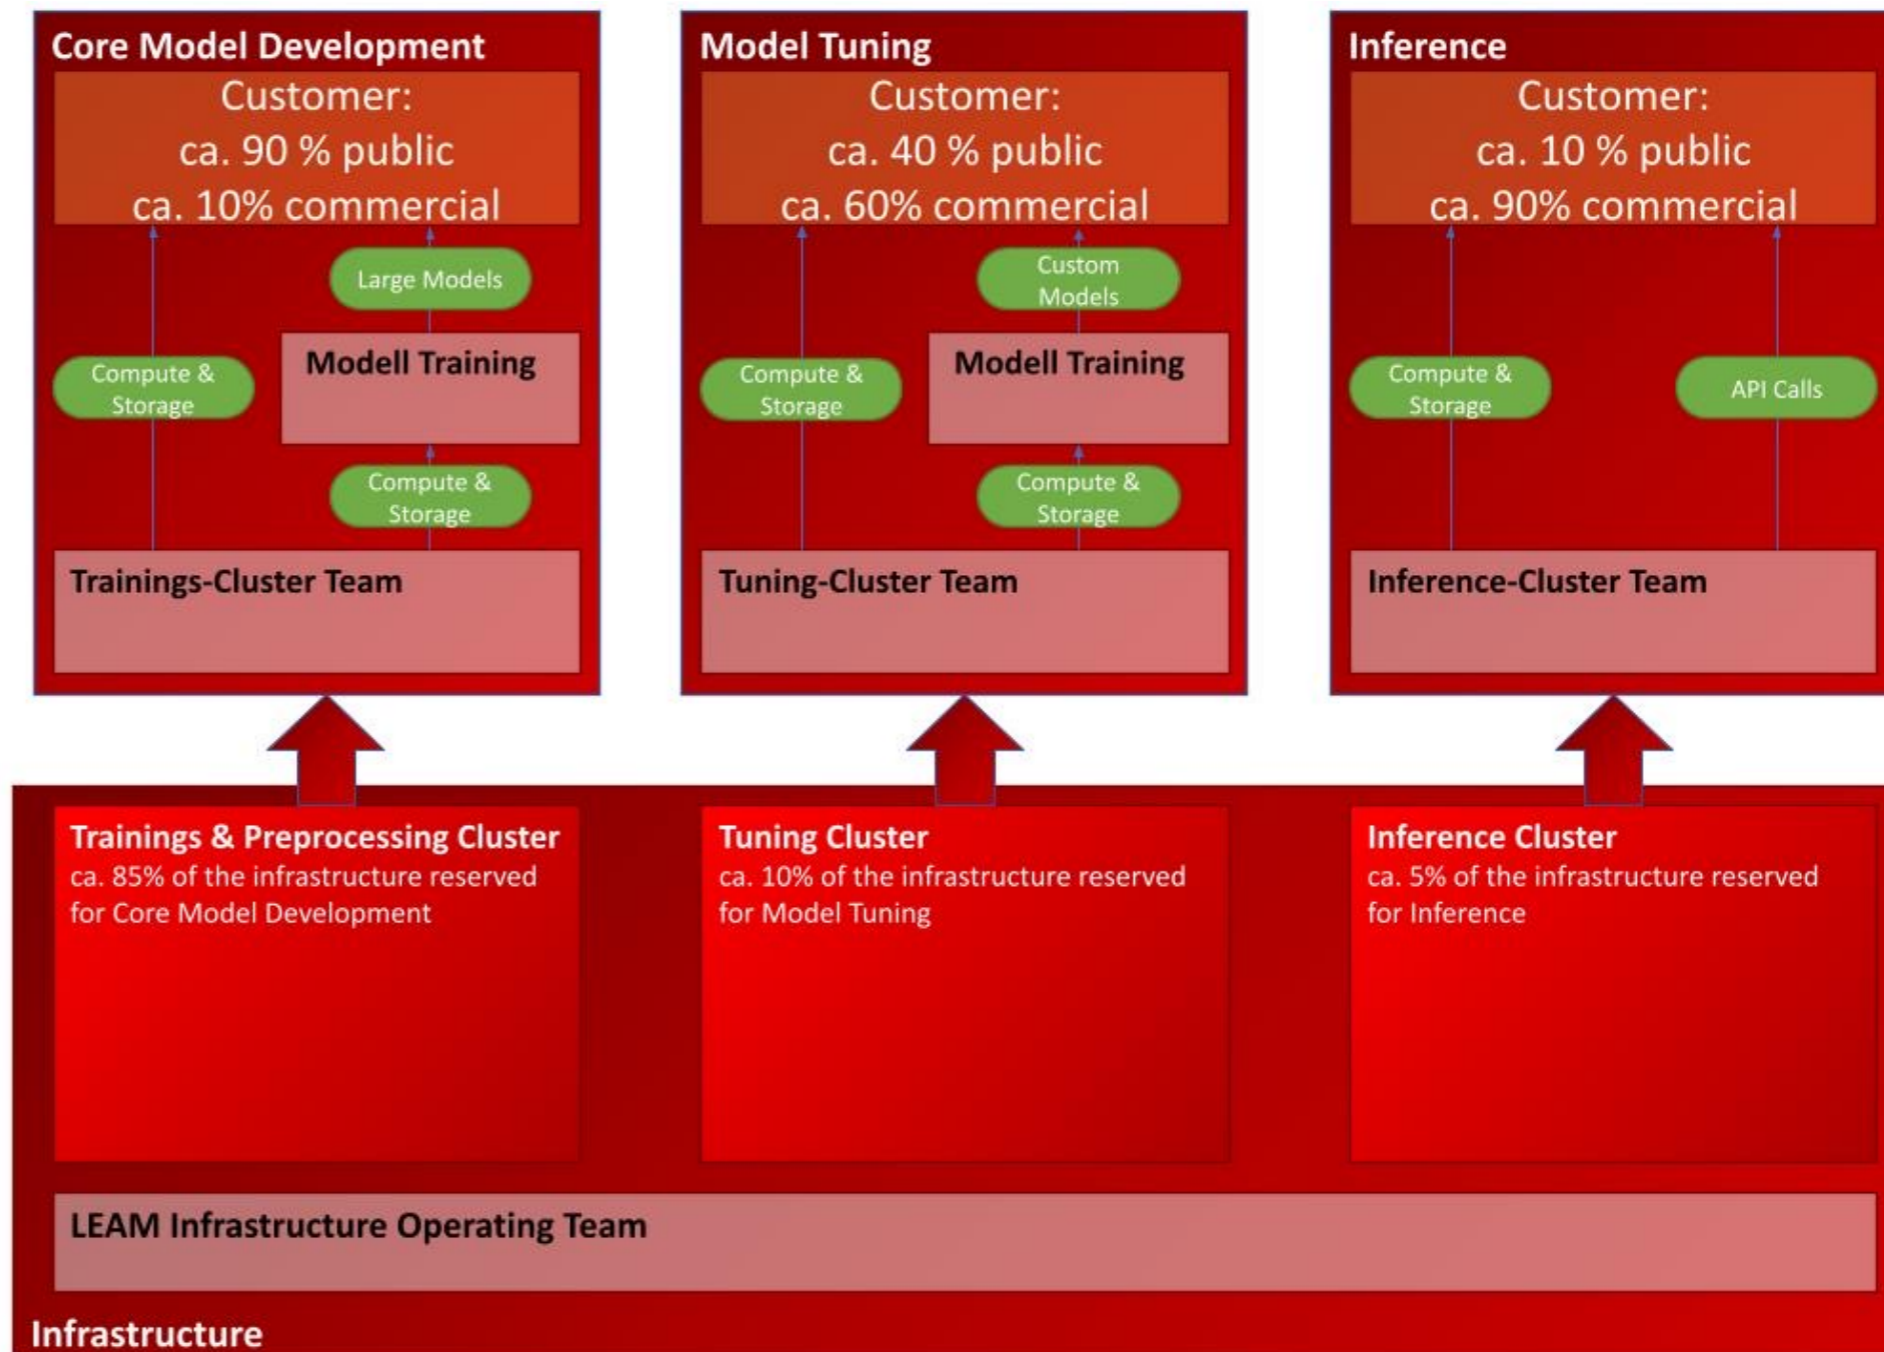 Core Model Development
Customer:
ca. 90 % public
ca. 10% commercial
Large Models
Modell Training
Compute &
Storage
Compute &
Storage
Trainings-Cluster Team
Model Tuning
Customer:
ca. 40 % public
ca. 60% commercial
Custom
Models
Modell Training
Compute &
Storage
Compute &
Storage
Tuning-Cluster Team
Inference
Customer:
ca. 10 % public
ca. 90% commercial
Compute &
Storage
API Calls
Inference-Cluster Team
Trainings & Preprocessing Cluster
ca. 85% of the infrastructure reserved
for Core Model Development
Tuning Cluster
ca. 10% of the infrastructure reserved
for Model Tuning
Inference Cluster
ca. 5% of the infrastructure reserved
for Inference
LEAM Infrastructure Operating Team
Infrastructure